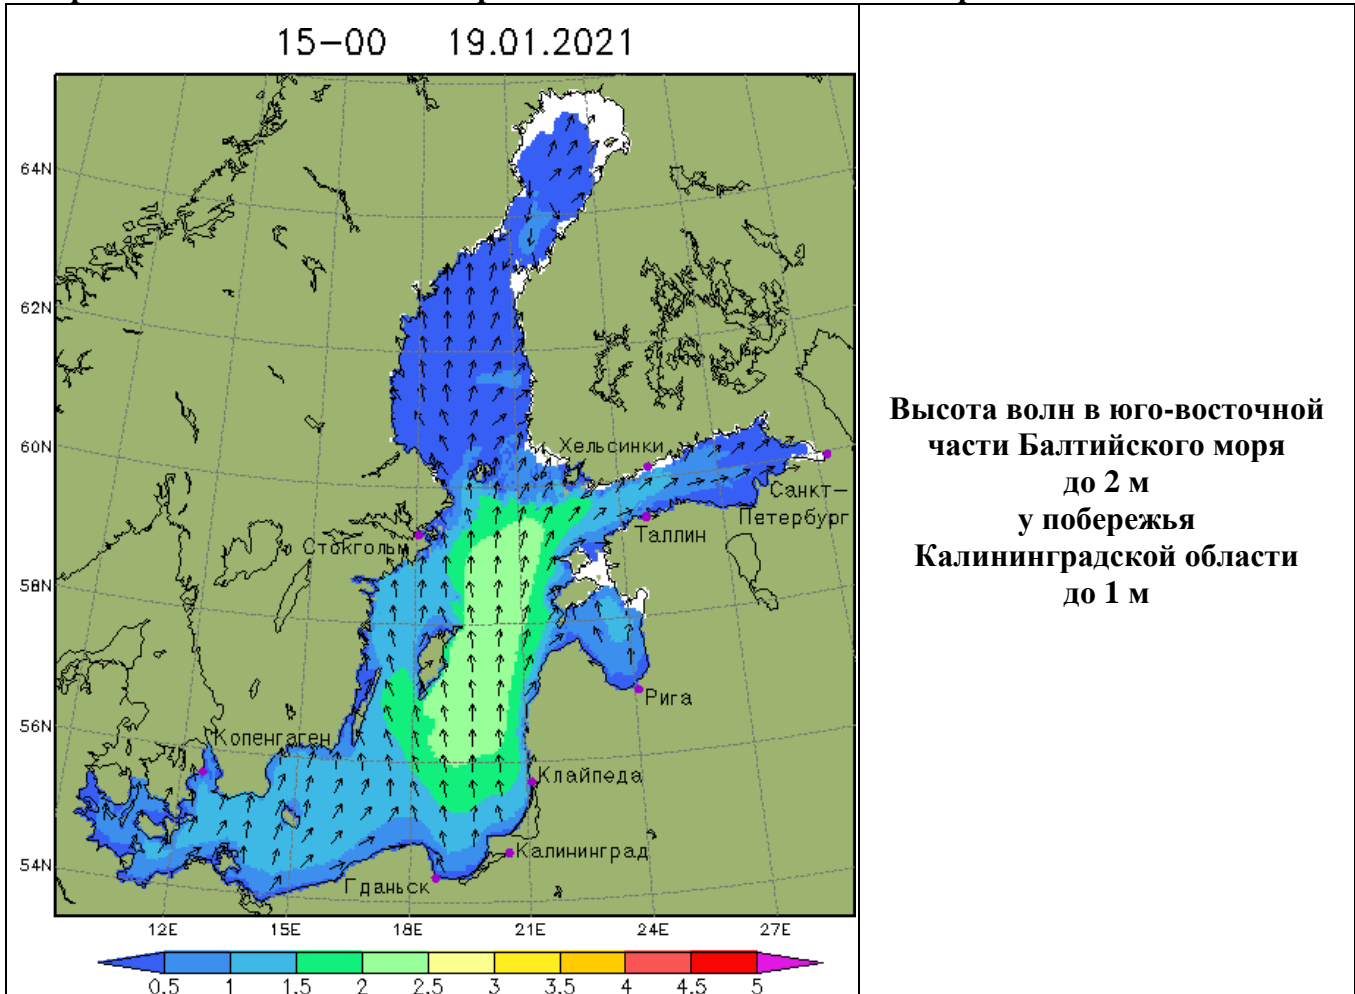 15-00 19.01.2021
64N
62N
60N
58N
56N
54N
Хельсинки
Санкт-
Петербург
Таллин
Стокгольм
Рига
Копенгаген
Клайпеда
Калининград
Гданьск
12E 15E 18E 21E 24E 27E
0.5 1 1.5 2 2.5 3 3.5 4 4.5 5
Высота волн в юго-восточной
части Балтийского моря
до 2 м
у побережья
Калининградской области
до 1 м